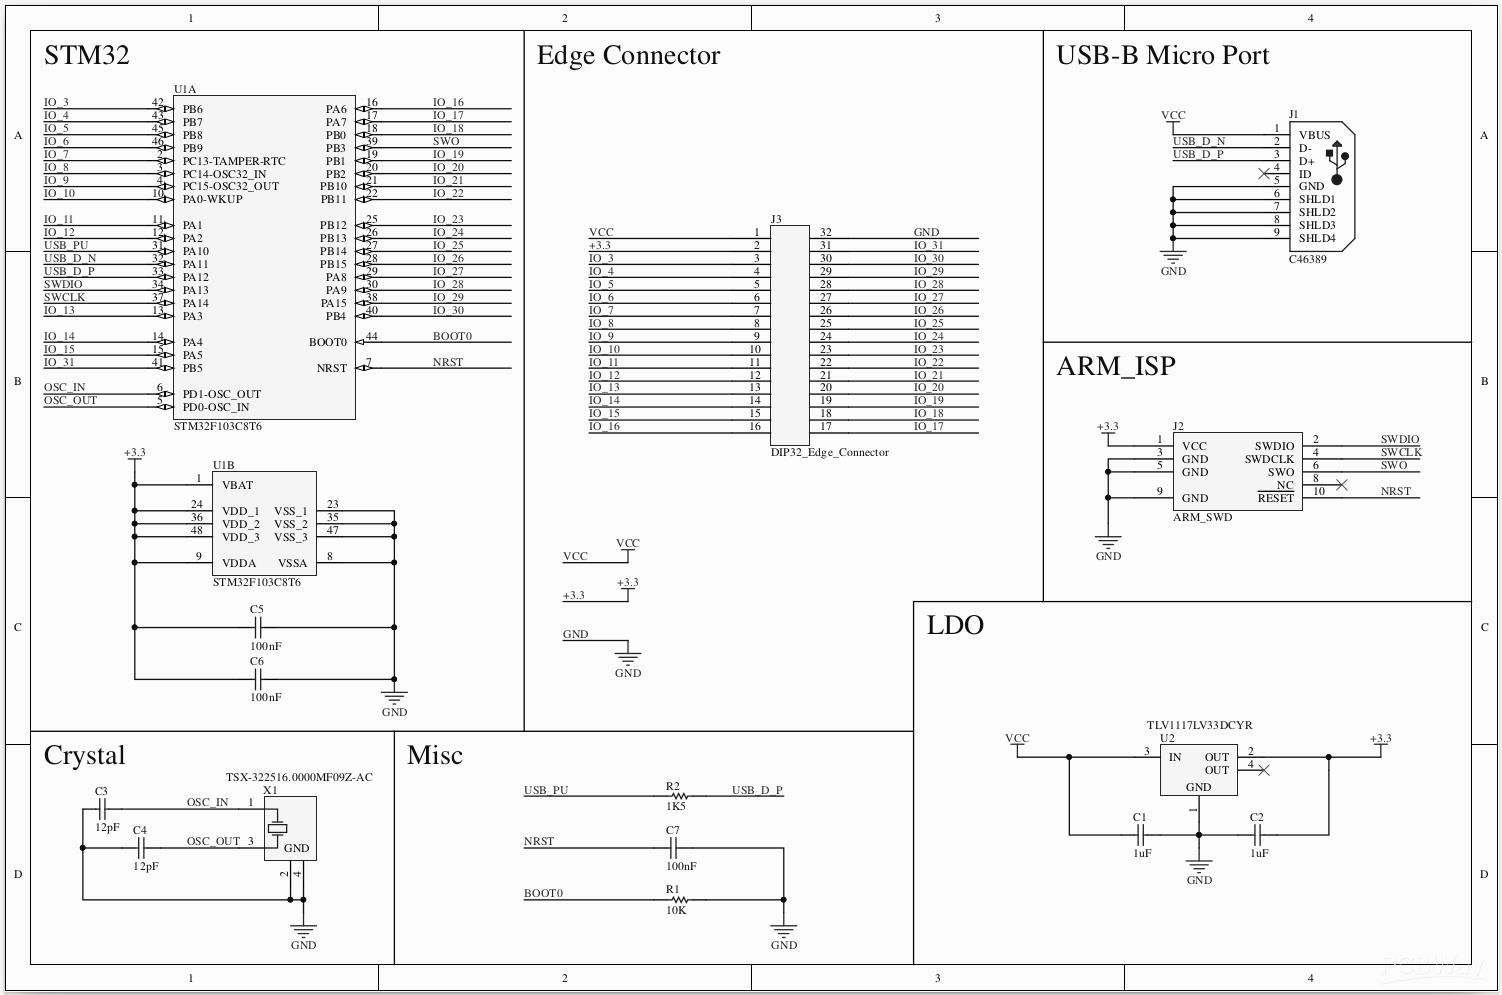 1 2 3 4
A
B
C
D
STM32
U1A
IO_3 42 PB6 PA6 16 IO_16
IO_4 43 PB7 PA7 17 IO_17
IO_5 45 PB8 PB0 18 IO_18
IO_6 46 PB9 PB3 39 SWO
IO_7 2 PC13-TAMPER-RTC PB1 19 IO_19
IO_8 3 PC14-OSC32_IN PB2 20 IO_20
IO_9 4 PC15-OSC32_OUT PB10 21 IO_21
IO_10 10 PA0-WKUP PB11 22 IO_22
IO_11 11 PA1 PB12 25 IO_23
IO_12 12 PA2 PB13 26 IO_24
USB_PU 31 PA10 PB14 27 IO_25
USB_D_N 32 PA11 PB15 28 IO_26
USB_D_P 33 PA12 PA8 29 IO_27
SWDIO 34 PA13 PA9 30 IO_28
SWCLK 37 PA14 PA15 38 IO_29
IO_13 13 PA3 PB4 40 IO_30
IO_14 14 PA4 BOOT0 44 BOOT0
IO_15 15 PA5
IO_31 41 PB5 NRST 7 NRST
OSC_IN 6 PD1-OSC_OUT
OSC_OUT 5 PD0-OSC_IN
STM32F103C8T6
+3.3
U1B
1 VBAT
24 VDD_1 VSS_1 23
36 VDD_2 VSS_2 35
48 VDD_3 VSS_3 47
9 VDDA VSSA 8
STM32F103C8T6
C5
100nF
C6
100nF
GND
Edge Connector
J3
VCC 1 32 GND
+3.3 2 31 IO_31
IO_3 3 30 IO_30
IO_4 4 29 IO_29
IO_5 5 28 IO_28
IO_6 6 27 IO_27
IO_7 7 26 IO_26
IO_8 8 25 IO_25
IO_9 9 24 IO_24
IO_10 10 23 IO_23
IO_11 11 22 IO_22
IO_12 12 21 IO_21
IO_13 13 20 IO_20
IO_14 14 19 IO_19
IO_15 15 18 IO_18
IO_16 16 17 IO_17
DIP32_Edge_Connector
VCC VCC
+3.3 +3.3
GND
GND
USB-B Micro Port
VCC J1
1 VBUS
USB_D_N 2 D-
USB_D_P 3 D+
4 ID
5 GND
6 SHLD1
7 SHLD2
8 SHLD3
9 SHLD4
GND C46389
ARM_ISP
+3.3 J2
1 VCC SWDIO 2 SWDIO
3 GND SWDCLK 4 SWCLK
5 GND SWO 6 SWO
NC 8
9 GND RESET 10 NRST
ARM_SWD
GND
LDO
TLV1117LV33DCYR
VCC U2 +3.3
3 IN OUT 2
OUT 4
GND
1
C1 C2
1uF 1uF
GND
Crystal
TSX-322516.0000MF09Z-AC
C3 X1
OSC_IN 1
12pF C4
OSC_OUT 3 GND
12pF
2 4
GND
Misc
USB_PU R2 USB_D_P
1K5
NRST C7
100nF
BOOT0 R1
10K
GND
A
B
C
D
1 2 3 4
PCBWay